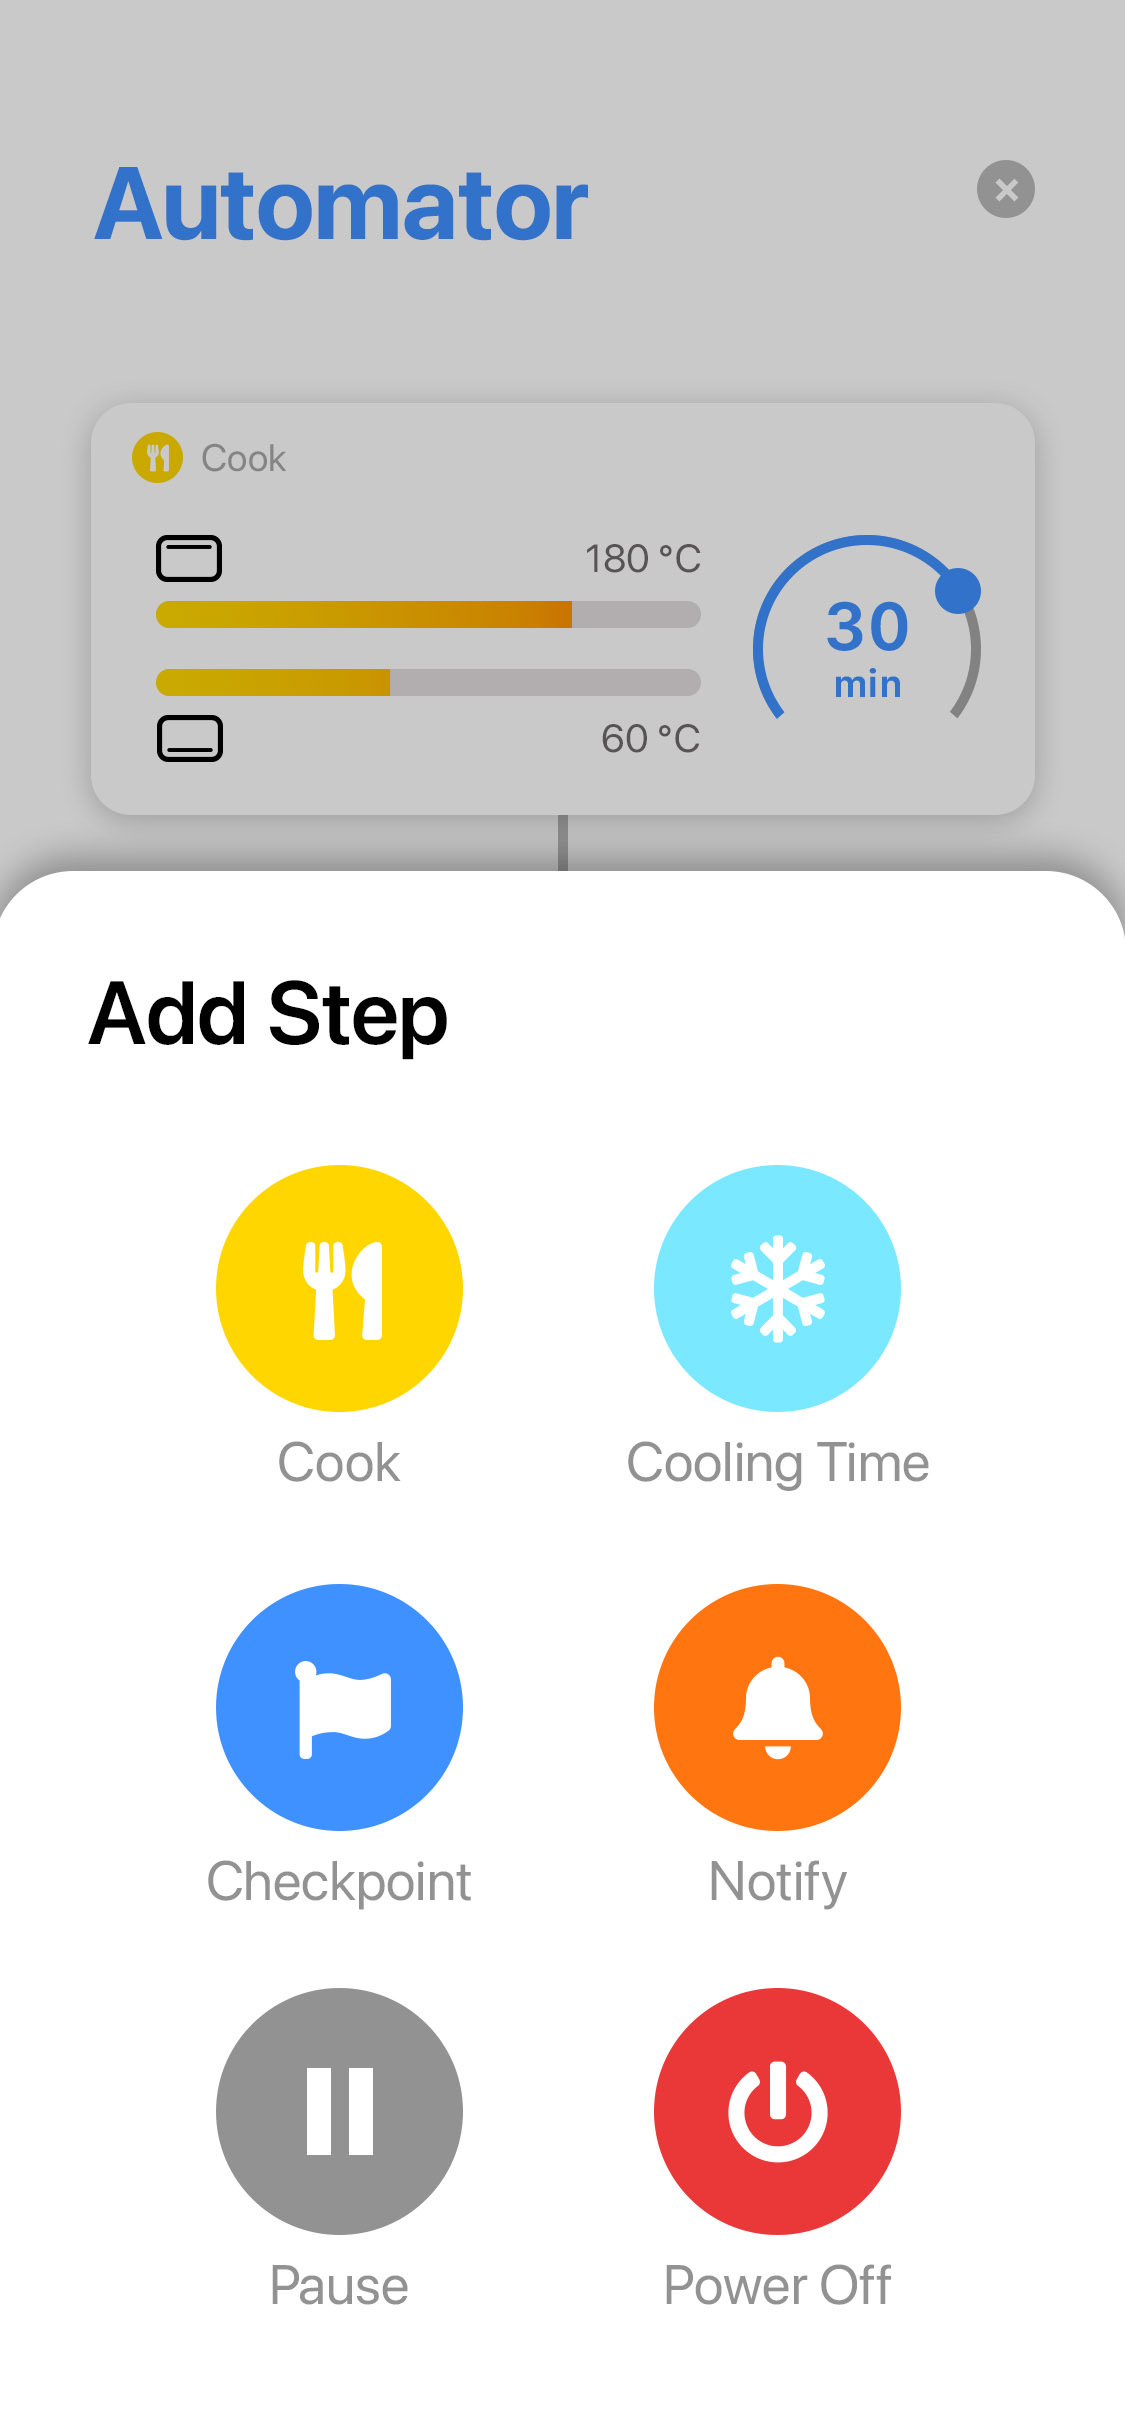 Automator
Cook
180 °C
30
min
60 °C
Add Step
Cook
Cooling Time
Checkpoint
Notify
Pause
Power Off